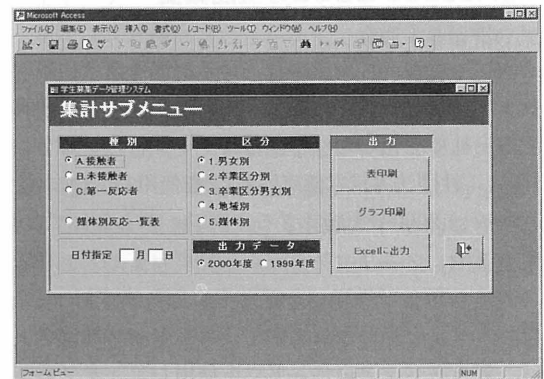 Microsoft Access
ファイル(F) 編集(E) 表示(V) 挿入(I) 書式(O) レコード(R) ツール(T) ウィンドウ(W) ヘルプ(H)
学生募集データ管理システム
集計サブメニュー
種 別
A.接触者
B.未接触者
C.第一反応者
媒体別反応一覧表
日付指定 月 日
区 分
1.男女別
2.卒業区分別
3.卒業区分男女別
4.地域別
5.媒体別
出 力 デ ー タ
2000年度 1999年度
出 力
表印刷
グラフ印刷
Excelに出力
フォーム ビュー
NUM